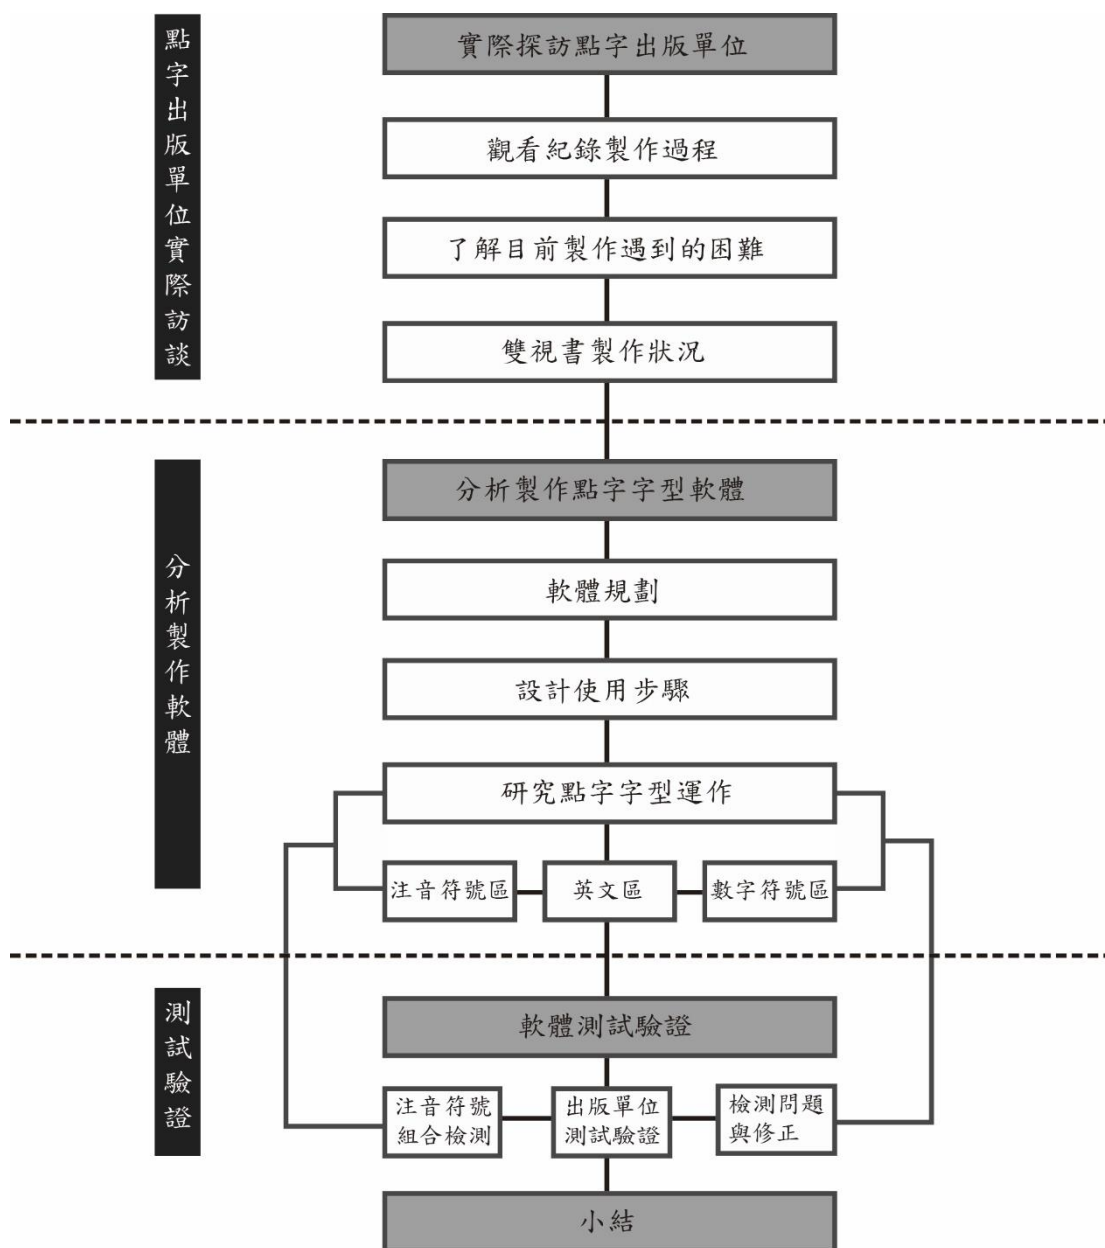 點字出版單位實際訪談
實際探訪點字出版單位
觀看紀錄製作過程
了解目前製作遇到的困難
雙視書製作狀況
分析製作軟體
分析製作點字字型軟體
軟體規劃
設計使用步驟
研究點字字型運作
注音符號區
英文區
數字符號區
測試驗證
軟體測試驗證
注音符號
組合檢測
出版單位
測試驗證
檢測問題
與修正
小結